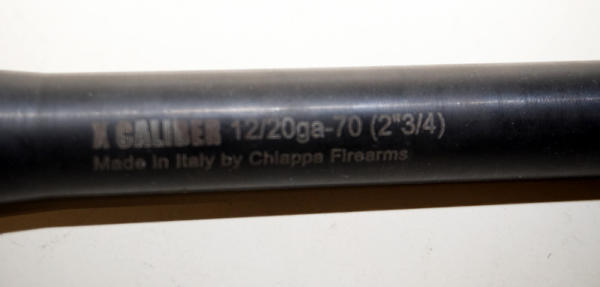 X CALIBER 12/20ga-70 (2"3/4)
Made in Italy by Chiappa Firearms